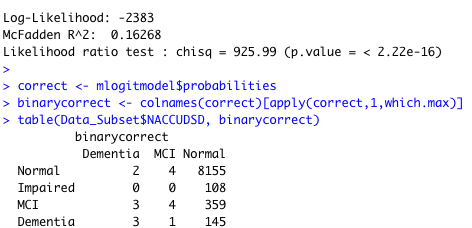 Log-Likelihood: -2383
McFadden R^2:  0.16268
Likelihood ratio test : chisq = 925.99 (p.value = < 2.22e-16)
>
> correct <- mlogitmodel$probabilities
> binarycorrect <- colnames(correct)[apply(correct,1,which.max)]
> table(Data_Subset$NACCUDSD, binarycorrect)
          binarycorrect
           Dementia  MCI Normal
  Normal          2    4   8155
  Impaired        0    0    108
  MCI             3    4    359
  Dementia        3    1    145